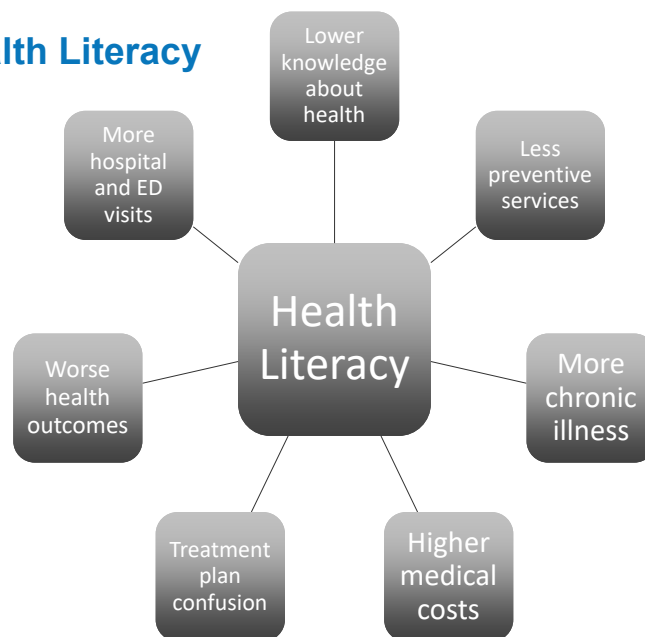 alth Literacy
Lower
knowledge
about
health
Less
preventive
services
More
chronic
illness
Higher
medical
costs
Treatment
plan
confusion
Worse
health
outcomes
More
hospital
and ED
visits
Health
Literacy